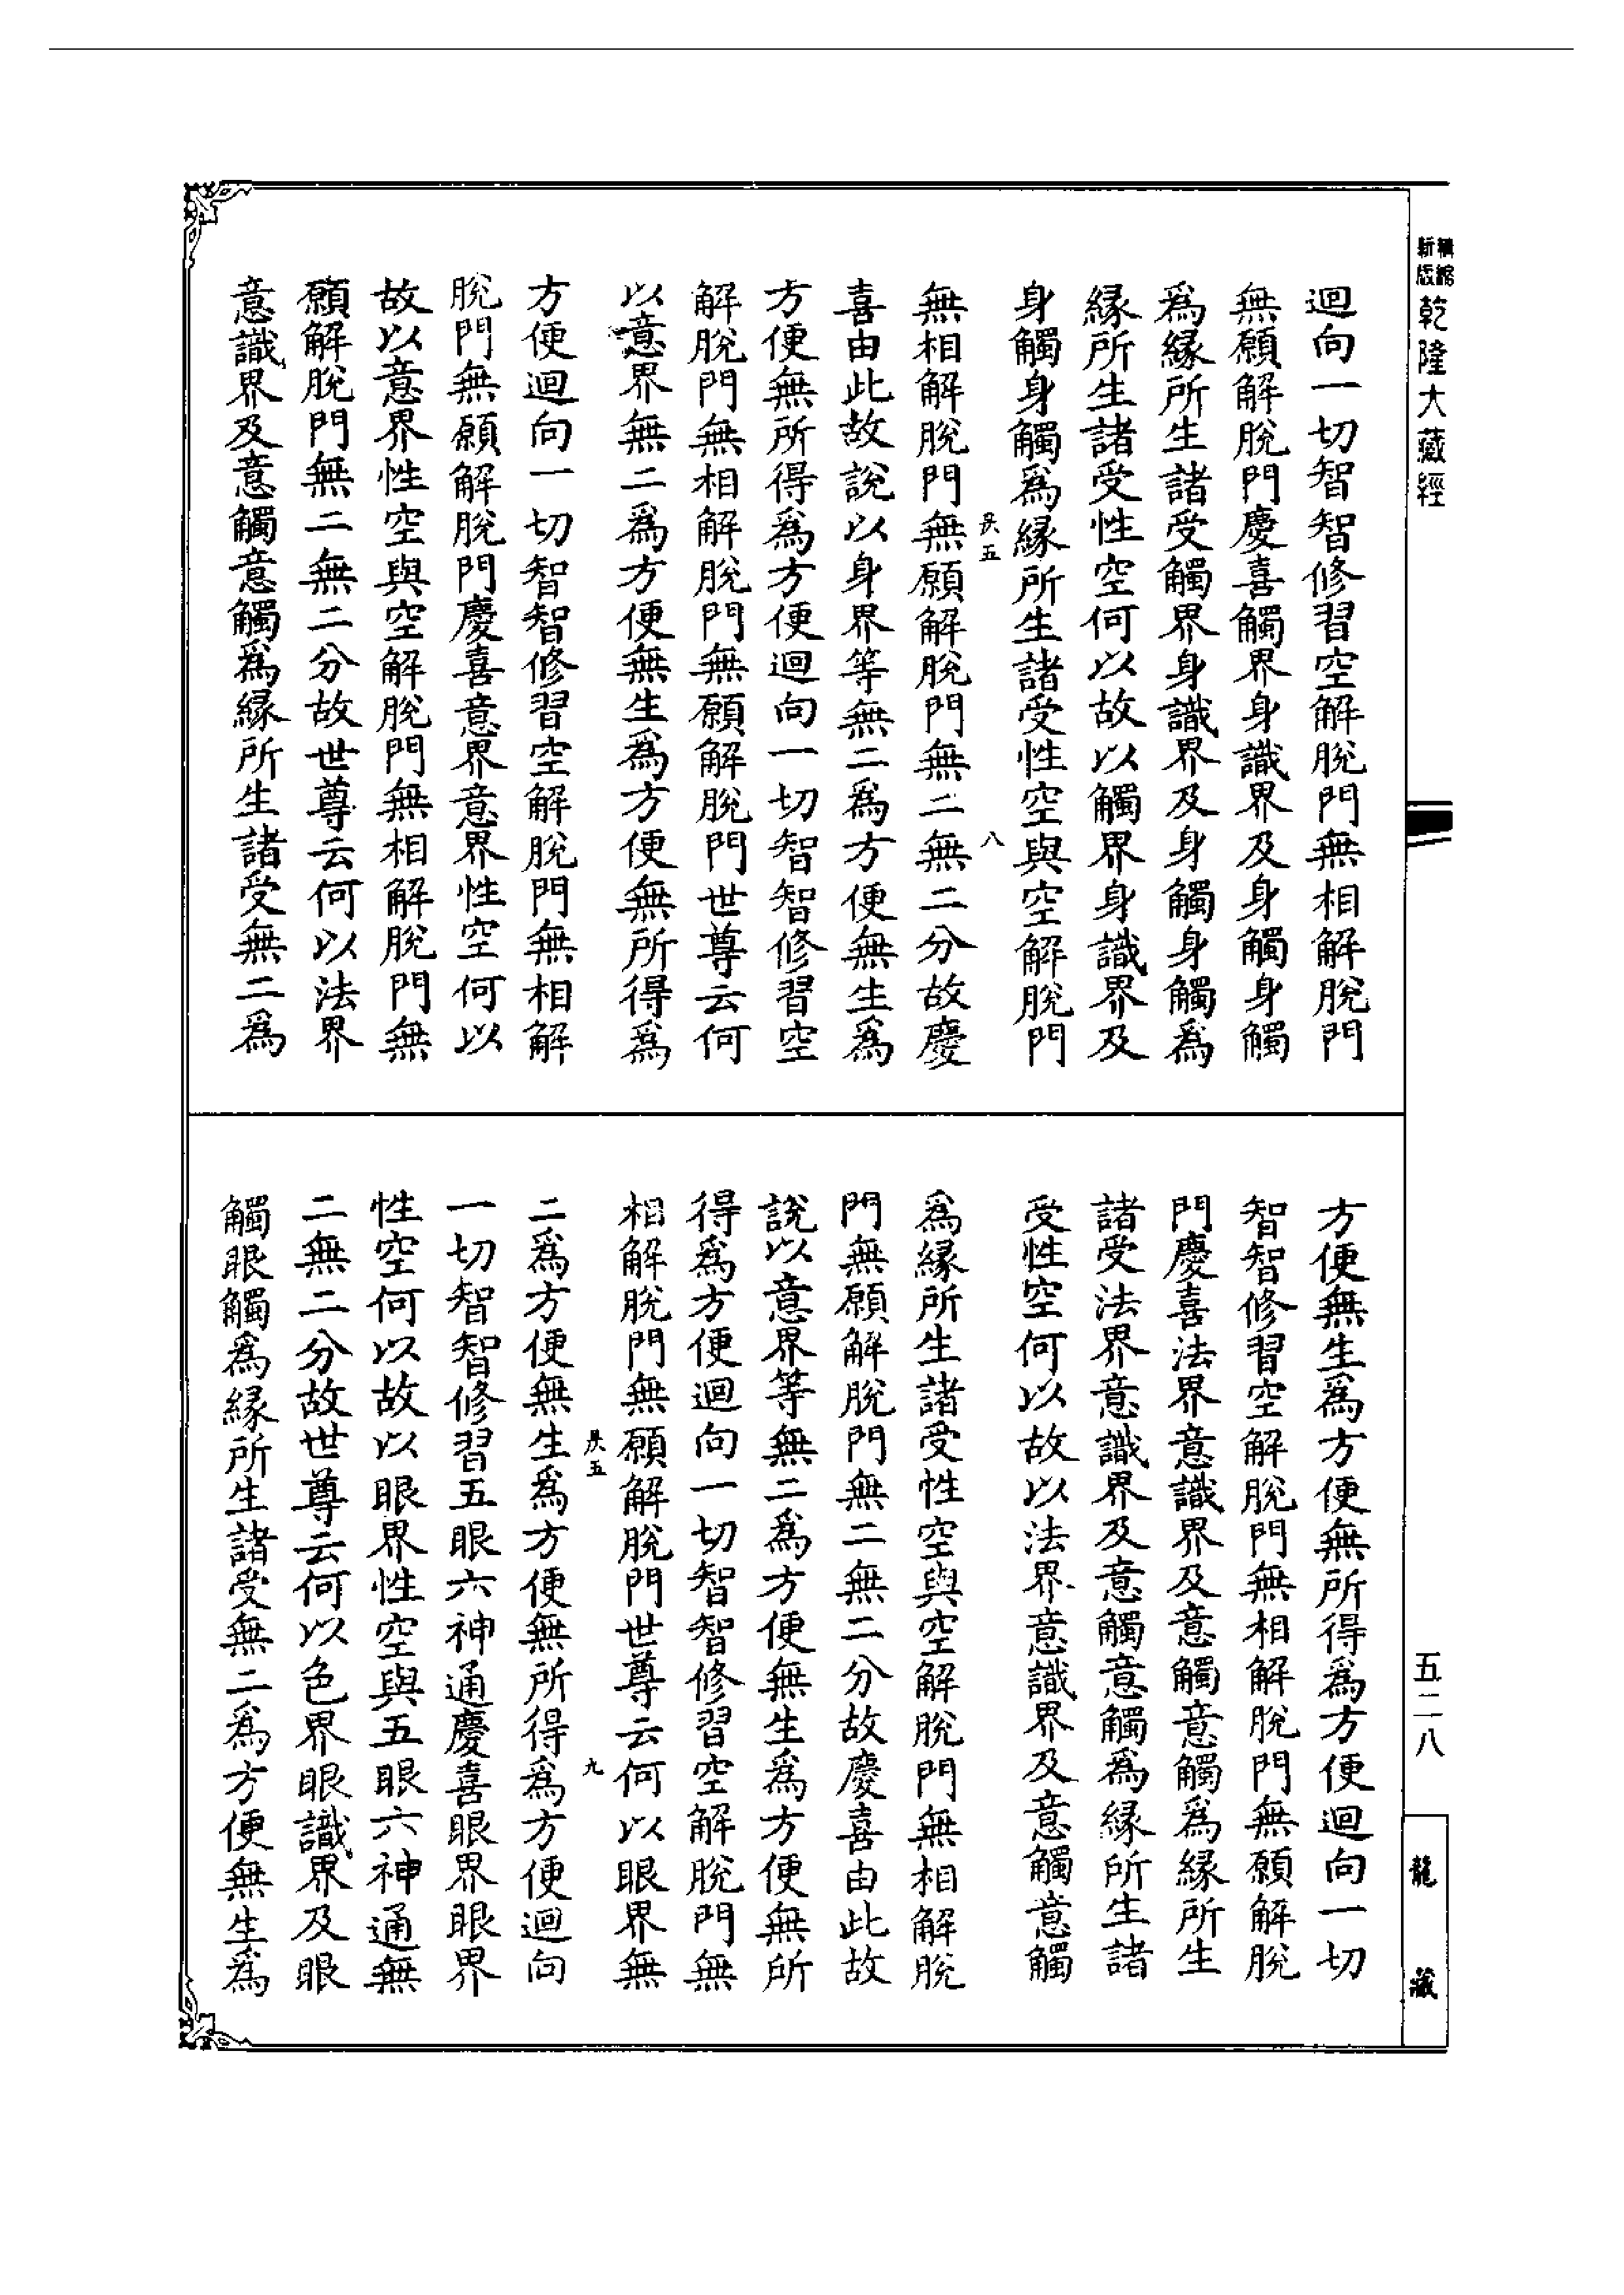 迴向一切智智修習空解脫門無相解脫門
無願解脫門慶喜觸界身識界及身觸身觸
爲緣所生諸受觸界身識界及身觸身觸爲
緣所生諸受性空何以故以觸界身識界及
身觸身觸爲緣所生諸受性空與空解脫門
無相解脫門無願解脫門無二無二分故慶
喜由此故說以身界等無二爲方便無生爲
方便無所得爲方便迴向一切智智修習空
解脫門無相解脫門無願解脫門世尊云何
以意界無二爲方便無生爲方便無所得爲
方便迴向一切智智修習空解脫門無相解
脫門無願解脫門慶喜意界意界性空何以
故以意界性空與空解脫門無相解脫門無
願解脫門無二無二分故世尊云何以法界
意識界及意觸意觸爲緣所生諸受無二爲
方便無生爲方便無所得爲方便迴向一切
智智修習空解脫門無相解脫門無願解脫
門慶喜法界意識界及意觸意觸爲緣所生
諸受法界意識界及意觸意觸爲緣所生諸
受性空何以故以法界意識界及意觸意觸
爲緣所生諸受性空與空解脫門無相解脫
門無願解脫門無二無二分故慶喜由此故
說以意界等無二爲方便無生爲方便無所
得爲方便迴向一切智智修習空解脫門無
相解脫門無願解脫門世尊云何以眼界無
二爲方便無生爲方便無所得爲方便迴向
一切智智修習五眼六神通慶喜眼界眼界
性空何以故以眼界性空與五眼六神通無
二無二分故世尊云何以色界眼識界及眼
觸眼觸爲緣所生諸受無二爲方便無生爲
五
八
五
九
新版
精縮
乾隆大藏經
五二八
龍藏